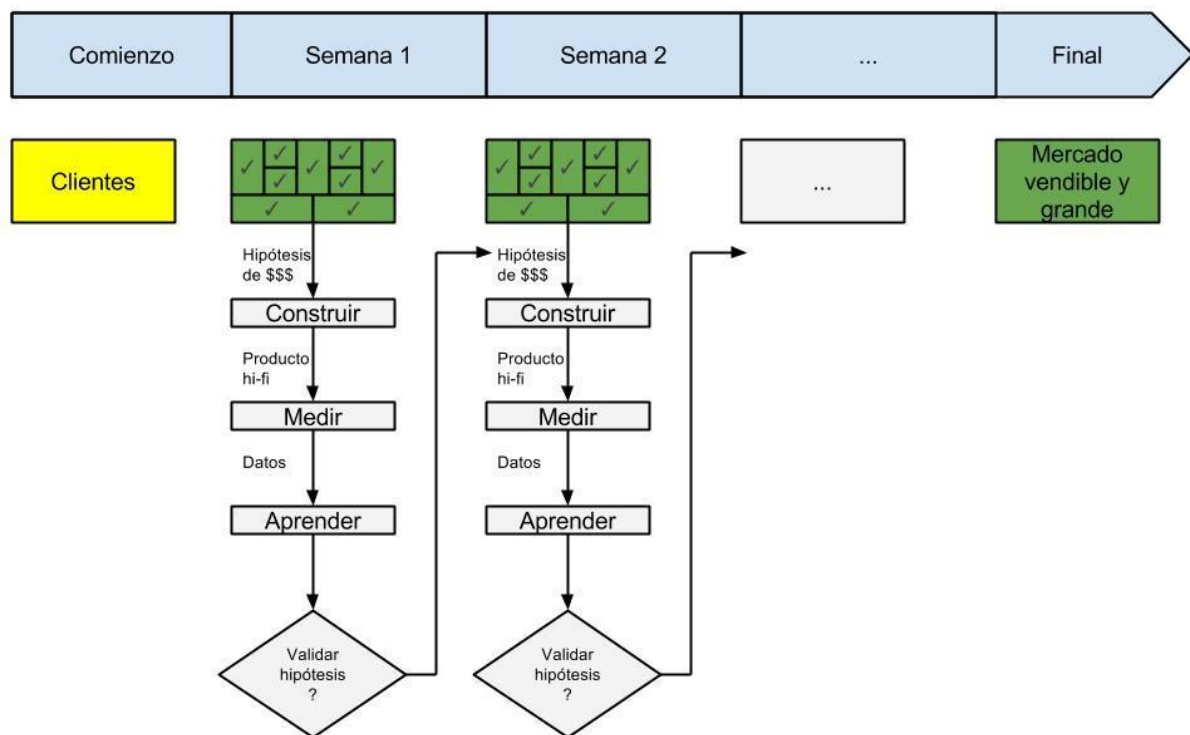 Comienzo
Semana 1
Semana 2
...
Final
Clientes
✓ ✓ ✓ ✓ ✓
✓ ✓
✓ ✓
✓ ✓ ✓ ✓ ✓
✓ ✓
✓ ✓
...
Mercado
vendible y
grande
Hipótesis
de $$$
Construir
Producto
hi-fi
Medir
Datos
Aprender
Validar
hipótesis
?
Hipótesis
de $$$
Construir
Producto
hi-fi
Medir
Datos
Aprender
Validar
hipótesis
?